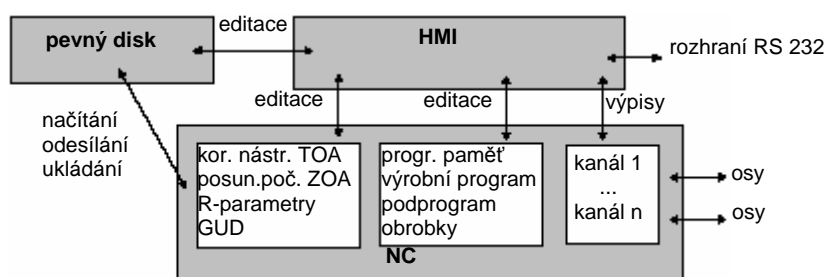 editace
pevný disk
HMI
rozhraní RS 232
editace
editace
výpisy
načítání
odesílání
ukládání
kor. nástr. TOA
posun.poč. ZOA
R-parametry
GUD
progr. paměť
výrobní program
podprogram
obrobky
kanál 1
...
kanál n
osy
osy
NC